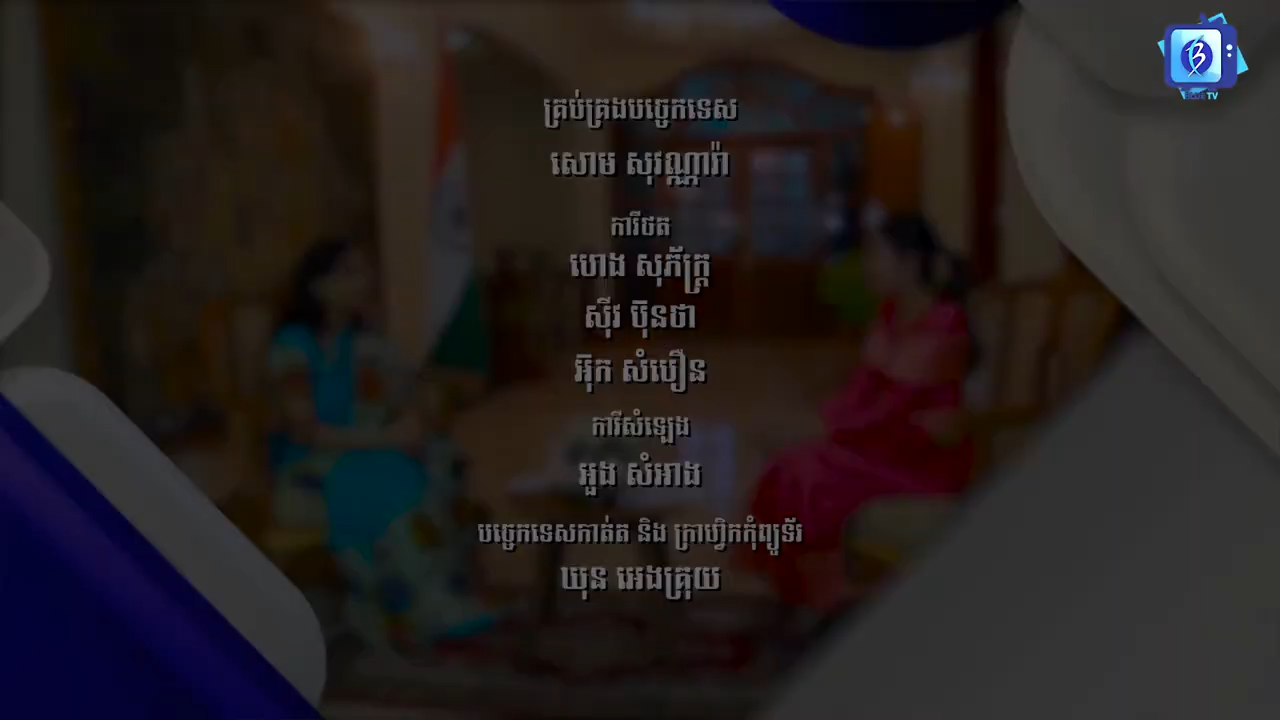 TV
គ្រប់គ្រងបច្ចេកទេស
សោម សុវណ្ណារ៉ា
ការីថត
ហេង សុភ័ក្រ្ត
ស៊ីវ ប៊ុនថា
អ៊ុក សំបឿន
ការីសំឡេង
អួង សំអាង
បច្ចេកទេសកាត់ត និង ក្រាហ្វិកកុំព្យូទ័រ
ឃុន អេងគ្រុយ